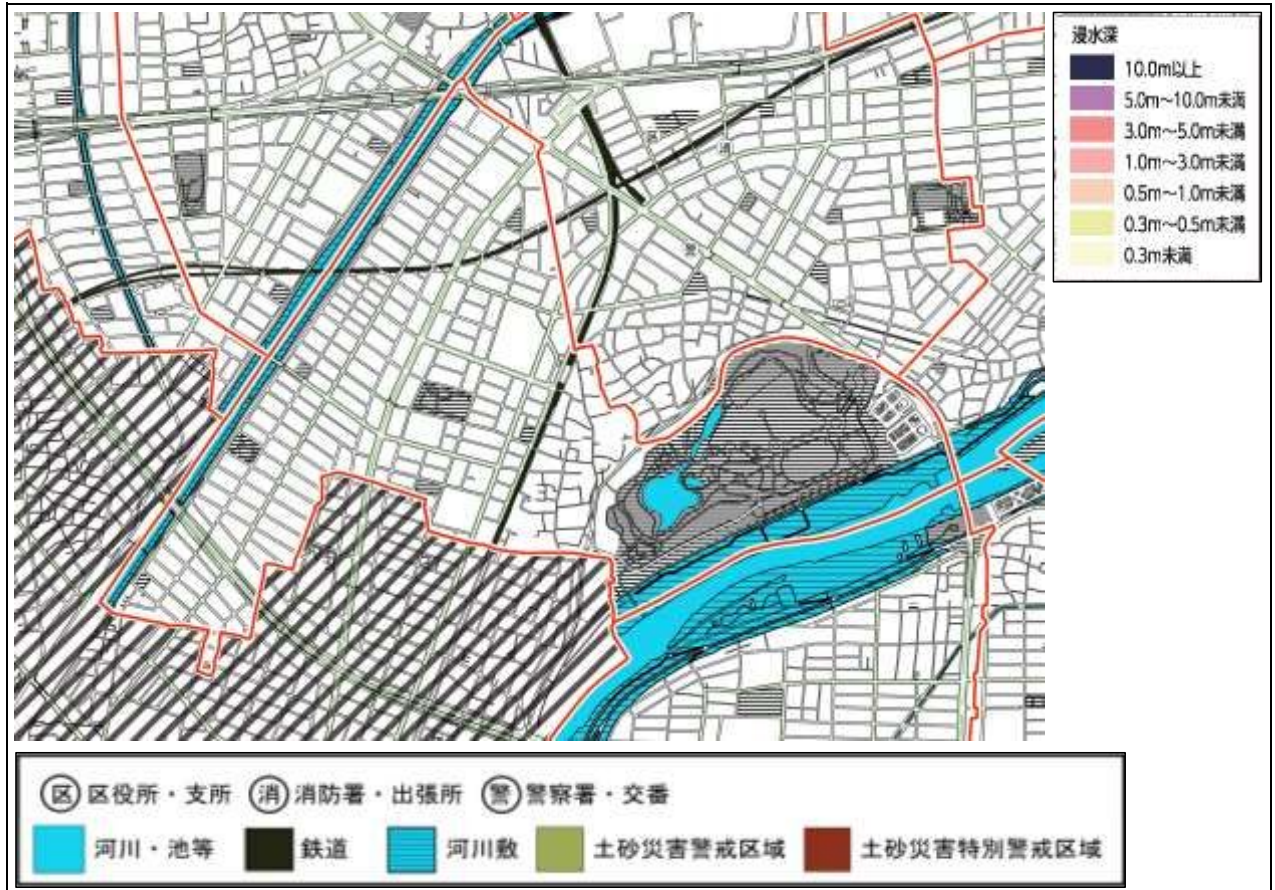 浸水深
10.0m以上
5.0m〜10.0m未満
3.0m〜5.0m未満
1.0m〜3.0m未満
0.5m〜1.0m未満
0.3m〜0.5m未満
0.3m未満
区 区役所・支所 消 消防署・出張所 警 警察署・交番
河川・池等 鉄道 河川敷 土砂災害警戒区域 土砂災害特別警戒区域